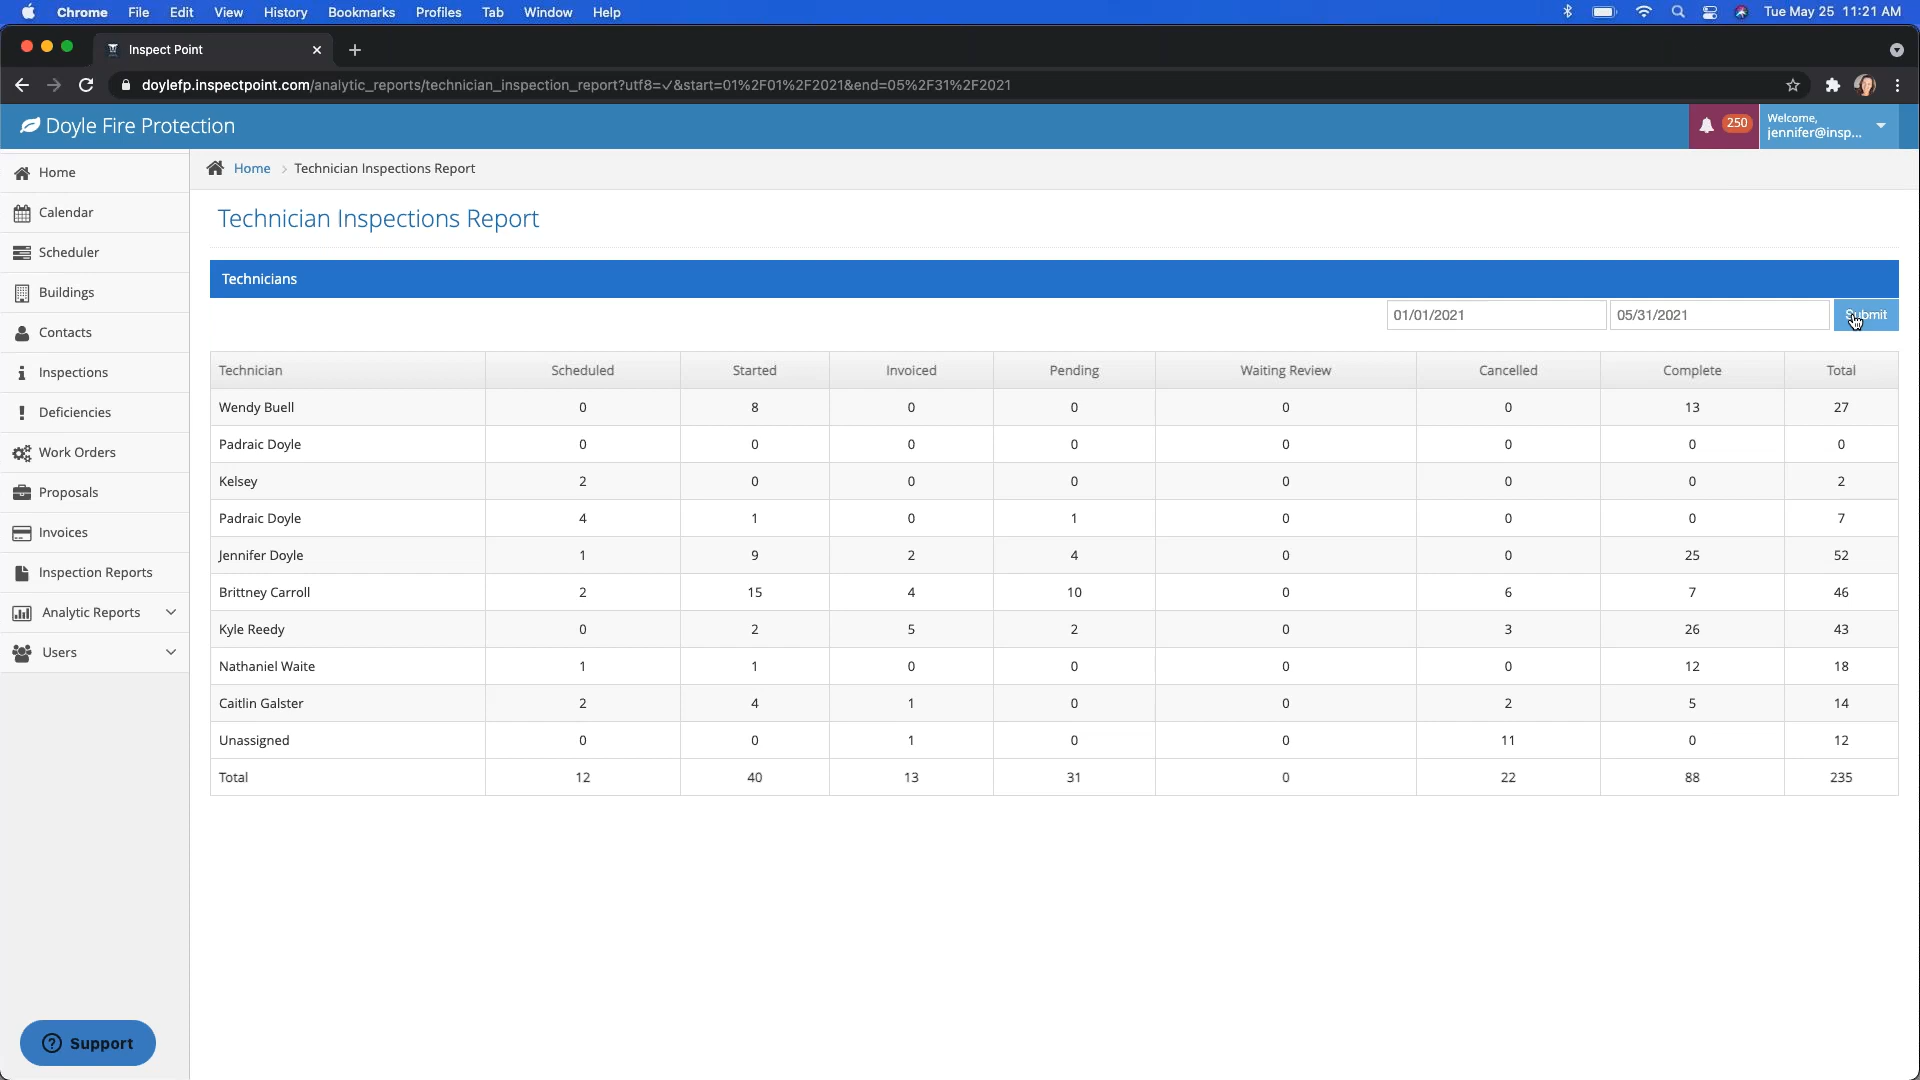 Chrome File Edit View History Bookmarks Profiles Tab Window Help Tue May 25 11:21 AM
Inspect Point
doylefp.inspectpoint.com/analytic_reports/technician_inspection_report?utf8=✓&start=01%2F01%2F2021&end=05%2F31%2F2021
Doyle Fire Protection 250 Welcome,
jennifer@insp...
Home
Calendar
Scheduler
Buildings
Contacts
Inspections
Deficiencies
Work Orders
Proposals
Invoices
Inspection Reports
Analytic Reports
Users
Support
Home > Technician Inspections Report
Technician Inspections Report
Technicians
01/01/2021 05/31/2021 Submit
Technician Scheduled Started Invoiced Pending Waiting Review Cancelled Complete Total
Wendy Buell 0 8 0 0 0 0 13 27
Padraic Doyle 0 0 0 0 0 0 0 0
Kelsey 2 0 0 0 0 0 0 2
Padraic Doyle 4 1 0 1 0 0 0 7
Jennifer Doyle 1 9 2 4 0 0 25 52
Brittney Carroll 2 15 4 10 0 6 7 46
Kyle Reedy 0 2 5 2 0 3 26 43
Nathaniel Waite 1 1 0 0 0 0 12 18
Caitlin Galster 2 4 1 0 0 2 5 14
Unassigned 0 0 1 0 0 11 0 12
Total 12 40 13 31 0 22 88 235